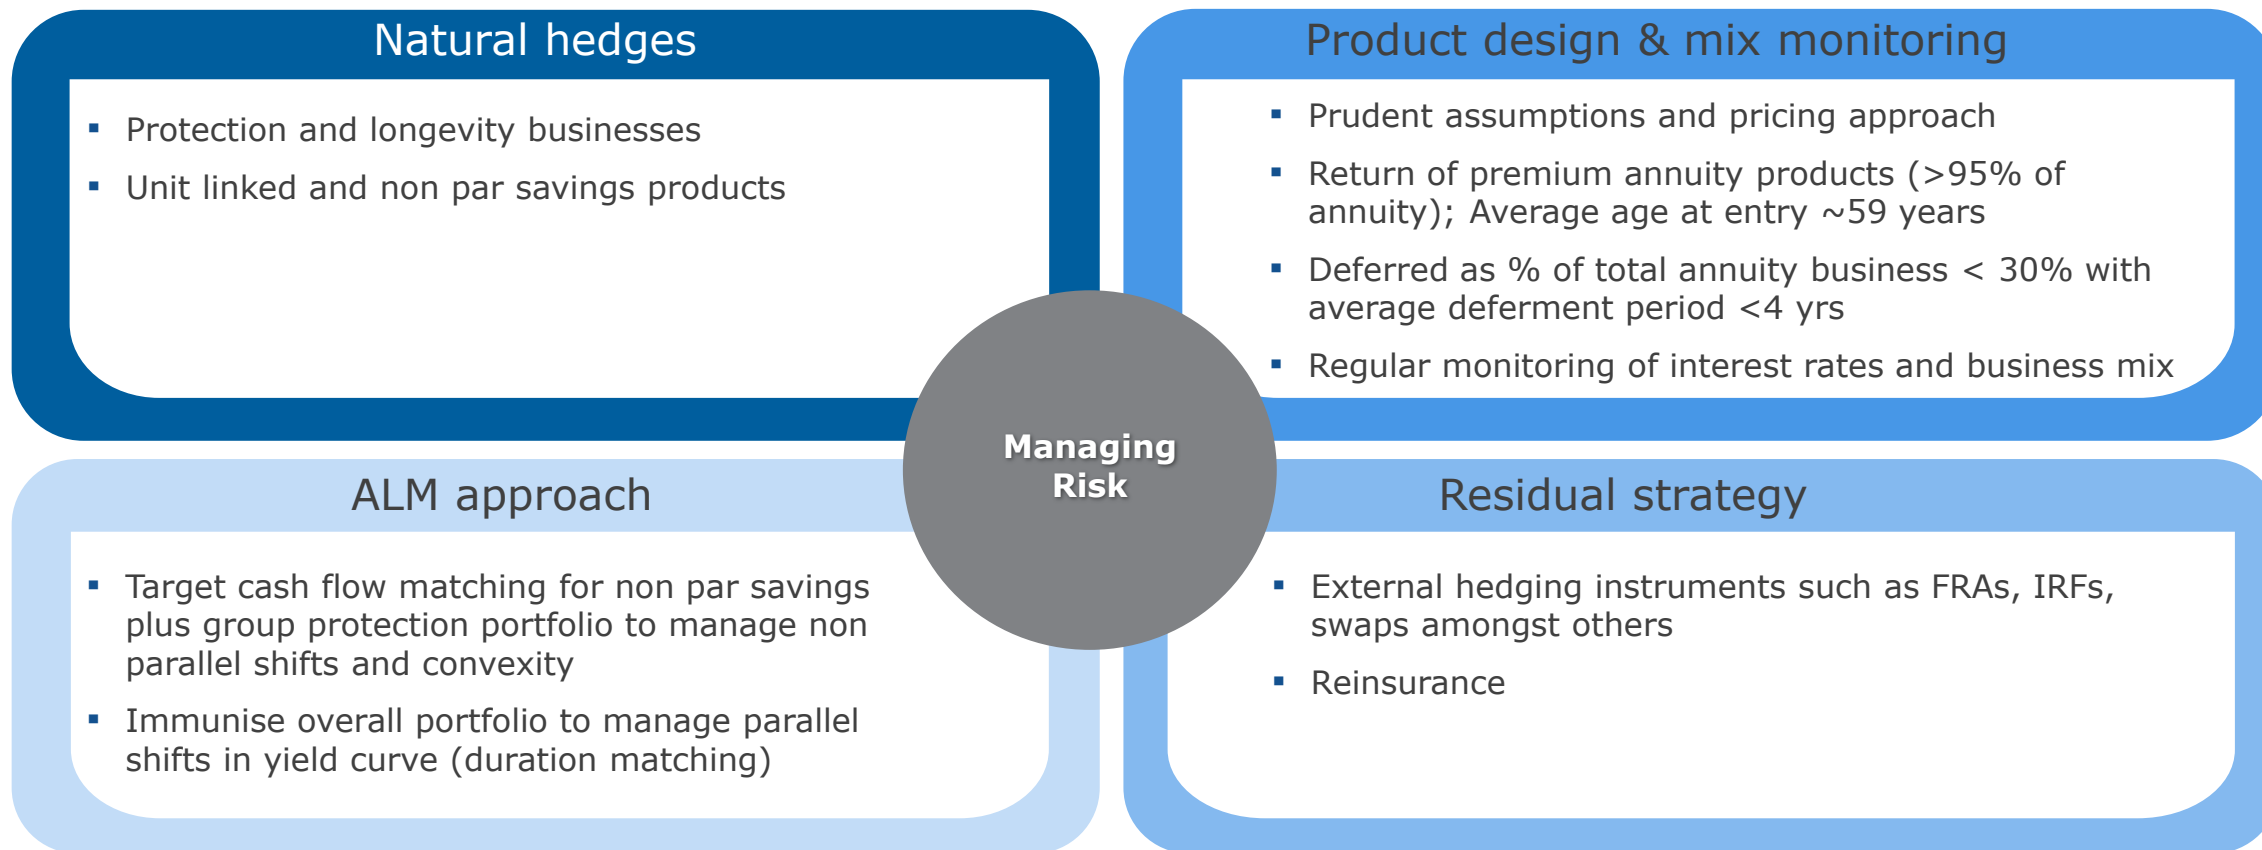 Natural hedges
▪ Protection and longevity businesses
▪ Unit linked and non par savings products
Product design & mix monitoring
▪ Prudent assumptions and pricing approach
▪ Return of premium annuity products (>95% of
annuity); Average age at entry ~59 years
▪ Deferred as % of total annuity business < 30% with
average deferment period <4 yrs
▪ Regular monitoring of interest rates and business mix
Managing
Risk
ALM approach
▪ Target cash flow matching for non par savings
plus group protection portfolio to manage non
parallel shifts and convexity
▪ Immunise overall portfolio to manage parallel
shifts in yield curve (duration matching)
Residual strategy
▪ External hedging instruments such as FRAs, IRFs,
swaps amongst others
▪ Reinsurance